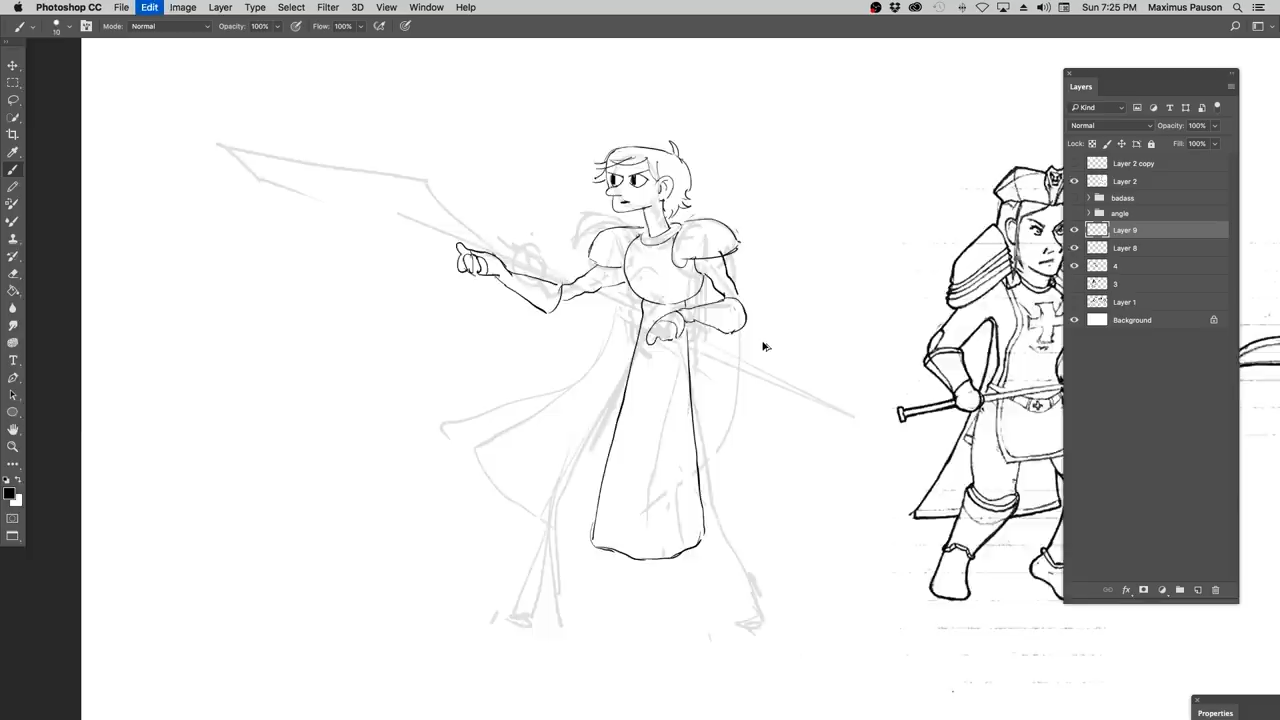 Photoshop CC File Edit Image Layer Type Select Filter 3D View Window Help Sun 7:25 PM Maximus Pauson
10 Mode: Normal Opacity: 100% Flow: 100%
Layers
Kind
Normal Opacity: 100%
Lock: Fill: 100%
Layer 2 copy
Layer 2
badass
angle
Layer 9
Layer 8
4
3
Layer 1
Background
fx
Properties